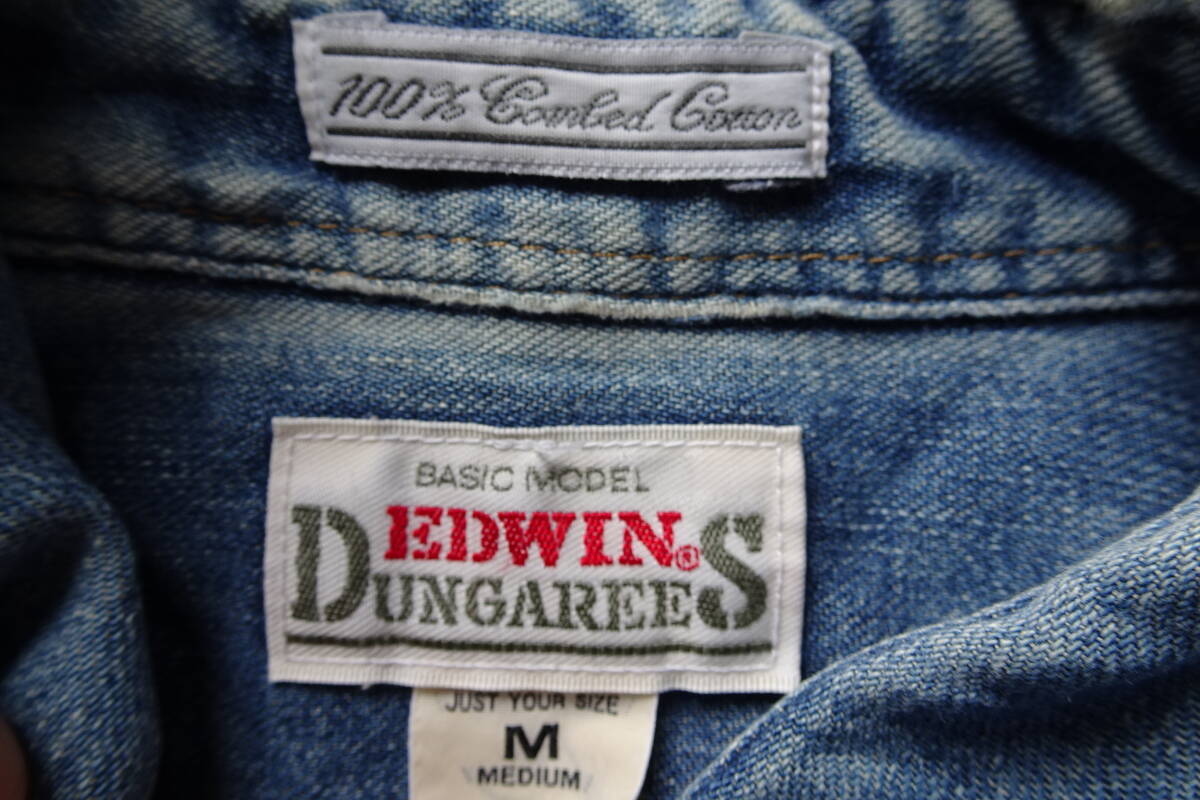 100% Combed Cotton
BASIC MODEL
EDWIN®
DUNGAREES
JUST YOUR SIZE
M
MEDIUM